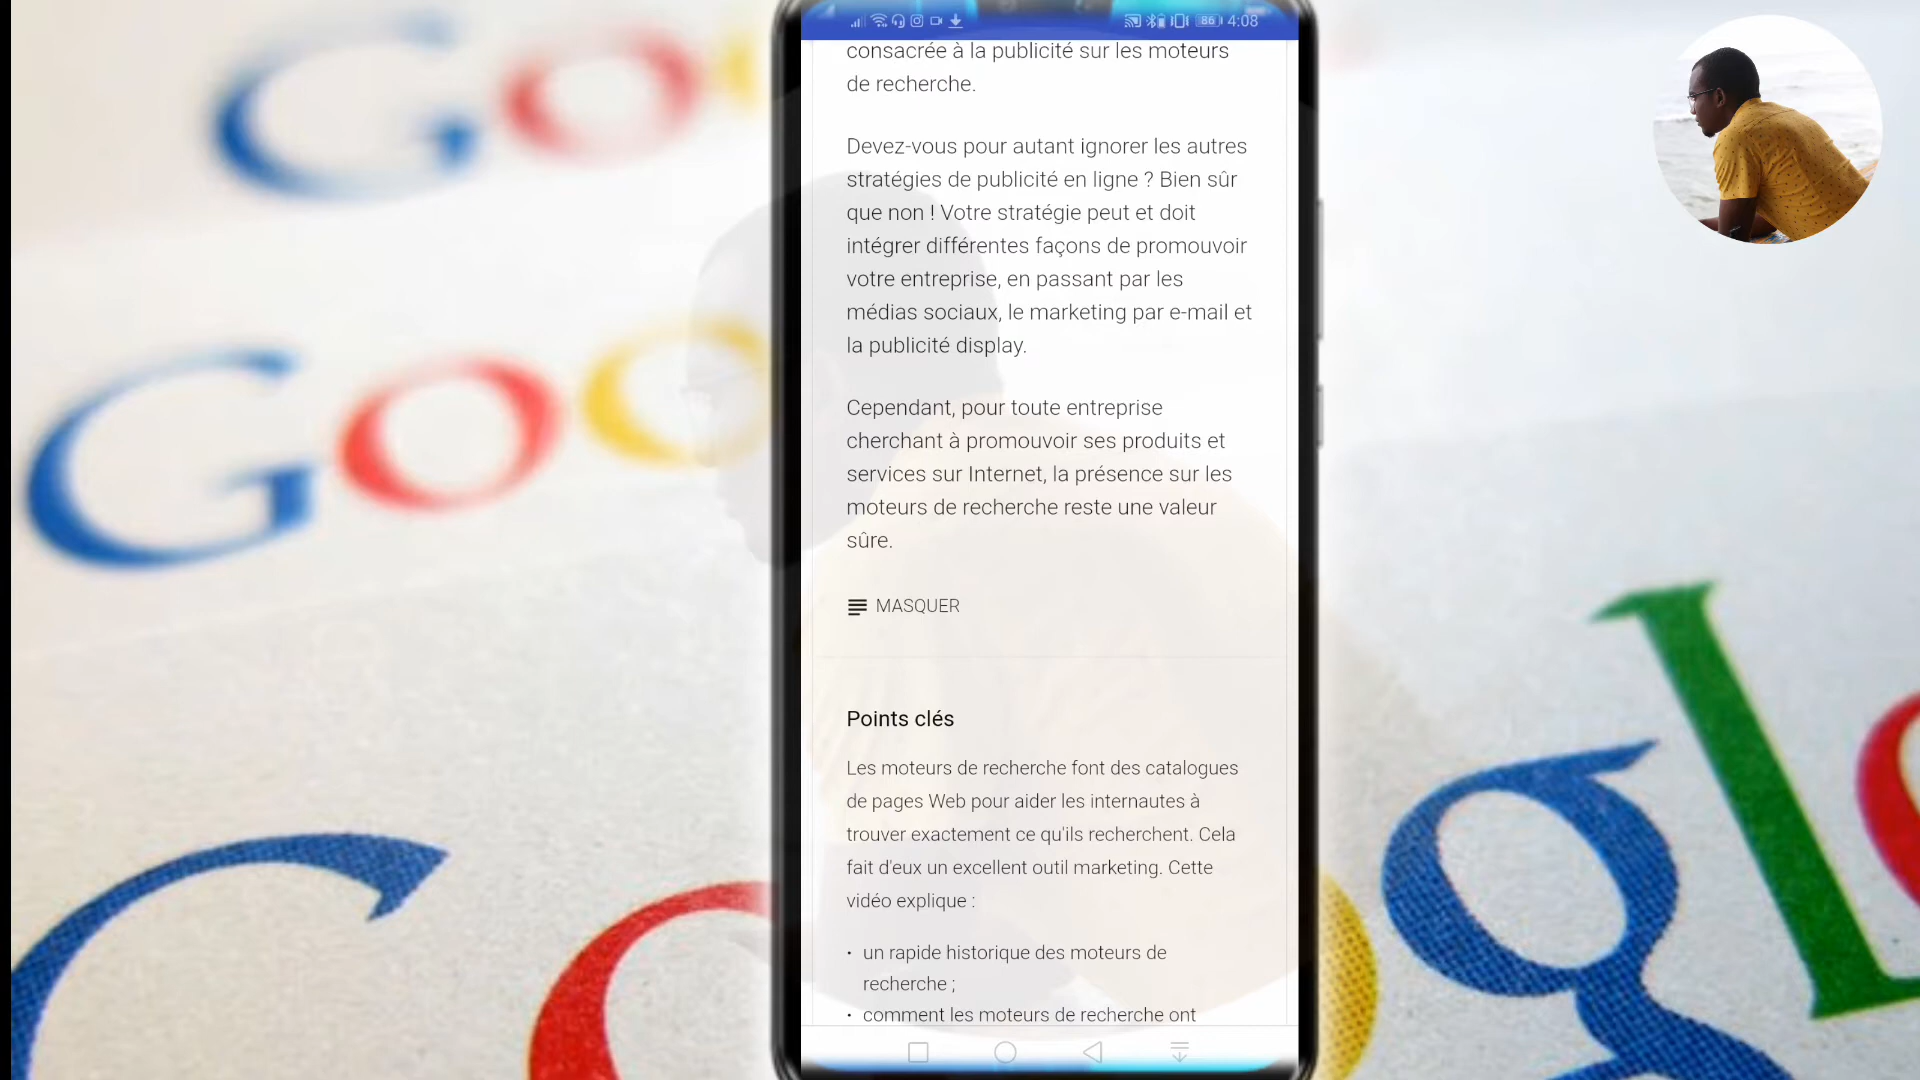 86 4:08
consacrée à la publicité sur les moteurs
de recherche.
Devez-vous pour autant ignorer les autres
stratégies de publicité en ligne ? Bien sûr
que non ! Votre stratégie peut et doit
intégrer différentes façons de promouvoir
votre entreprise, en passant par les
médias sociaux, le marketing par e-mail et
la publicité display.
Cependant, pour toute entreprise
cherchant à promouvoir ses produits et
services sur Internet, la présence sur les
moteurs de recherche reste une valeur
sûre.
MASQUER
Points clés
Les moteurs de recherche font des catalogues
de pages Web pour aider les internautes à
trouver exactement ce qu'ils recherchent. Cela
fait d'eux un excellent outil marketing. Cette
vidéo explique :
• un rapide historique des moteurs de
recherche ;
• comment les moteurs de recherche ont
Goo
Goo
G o
gle